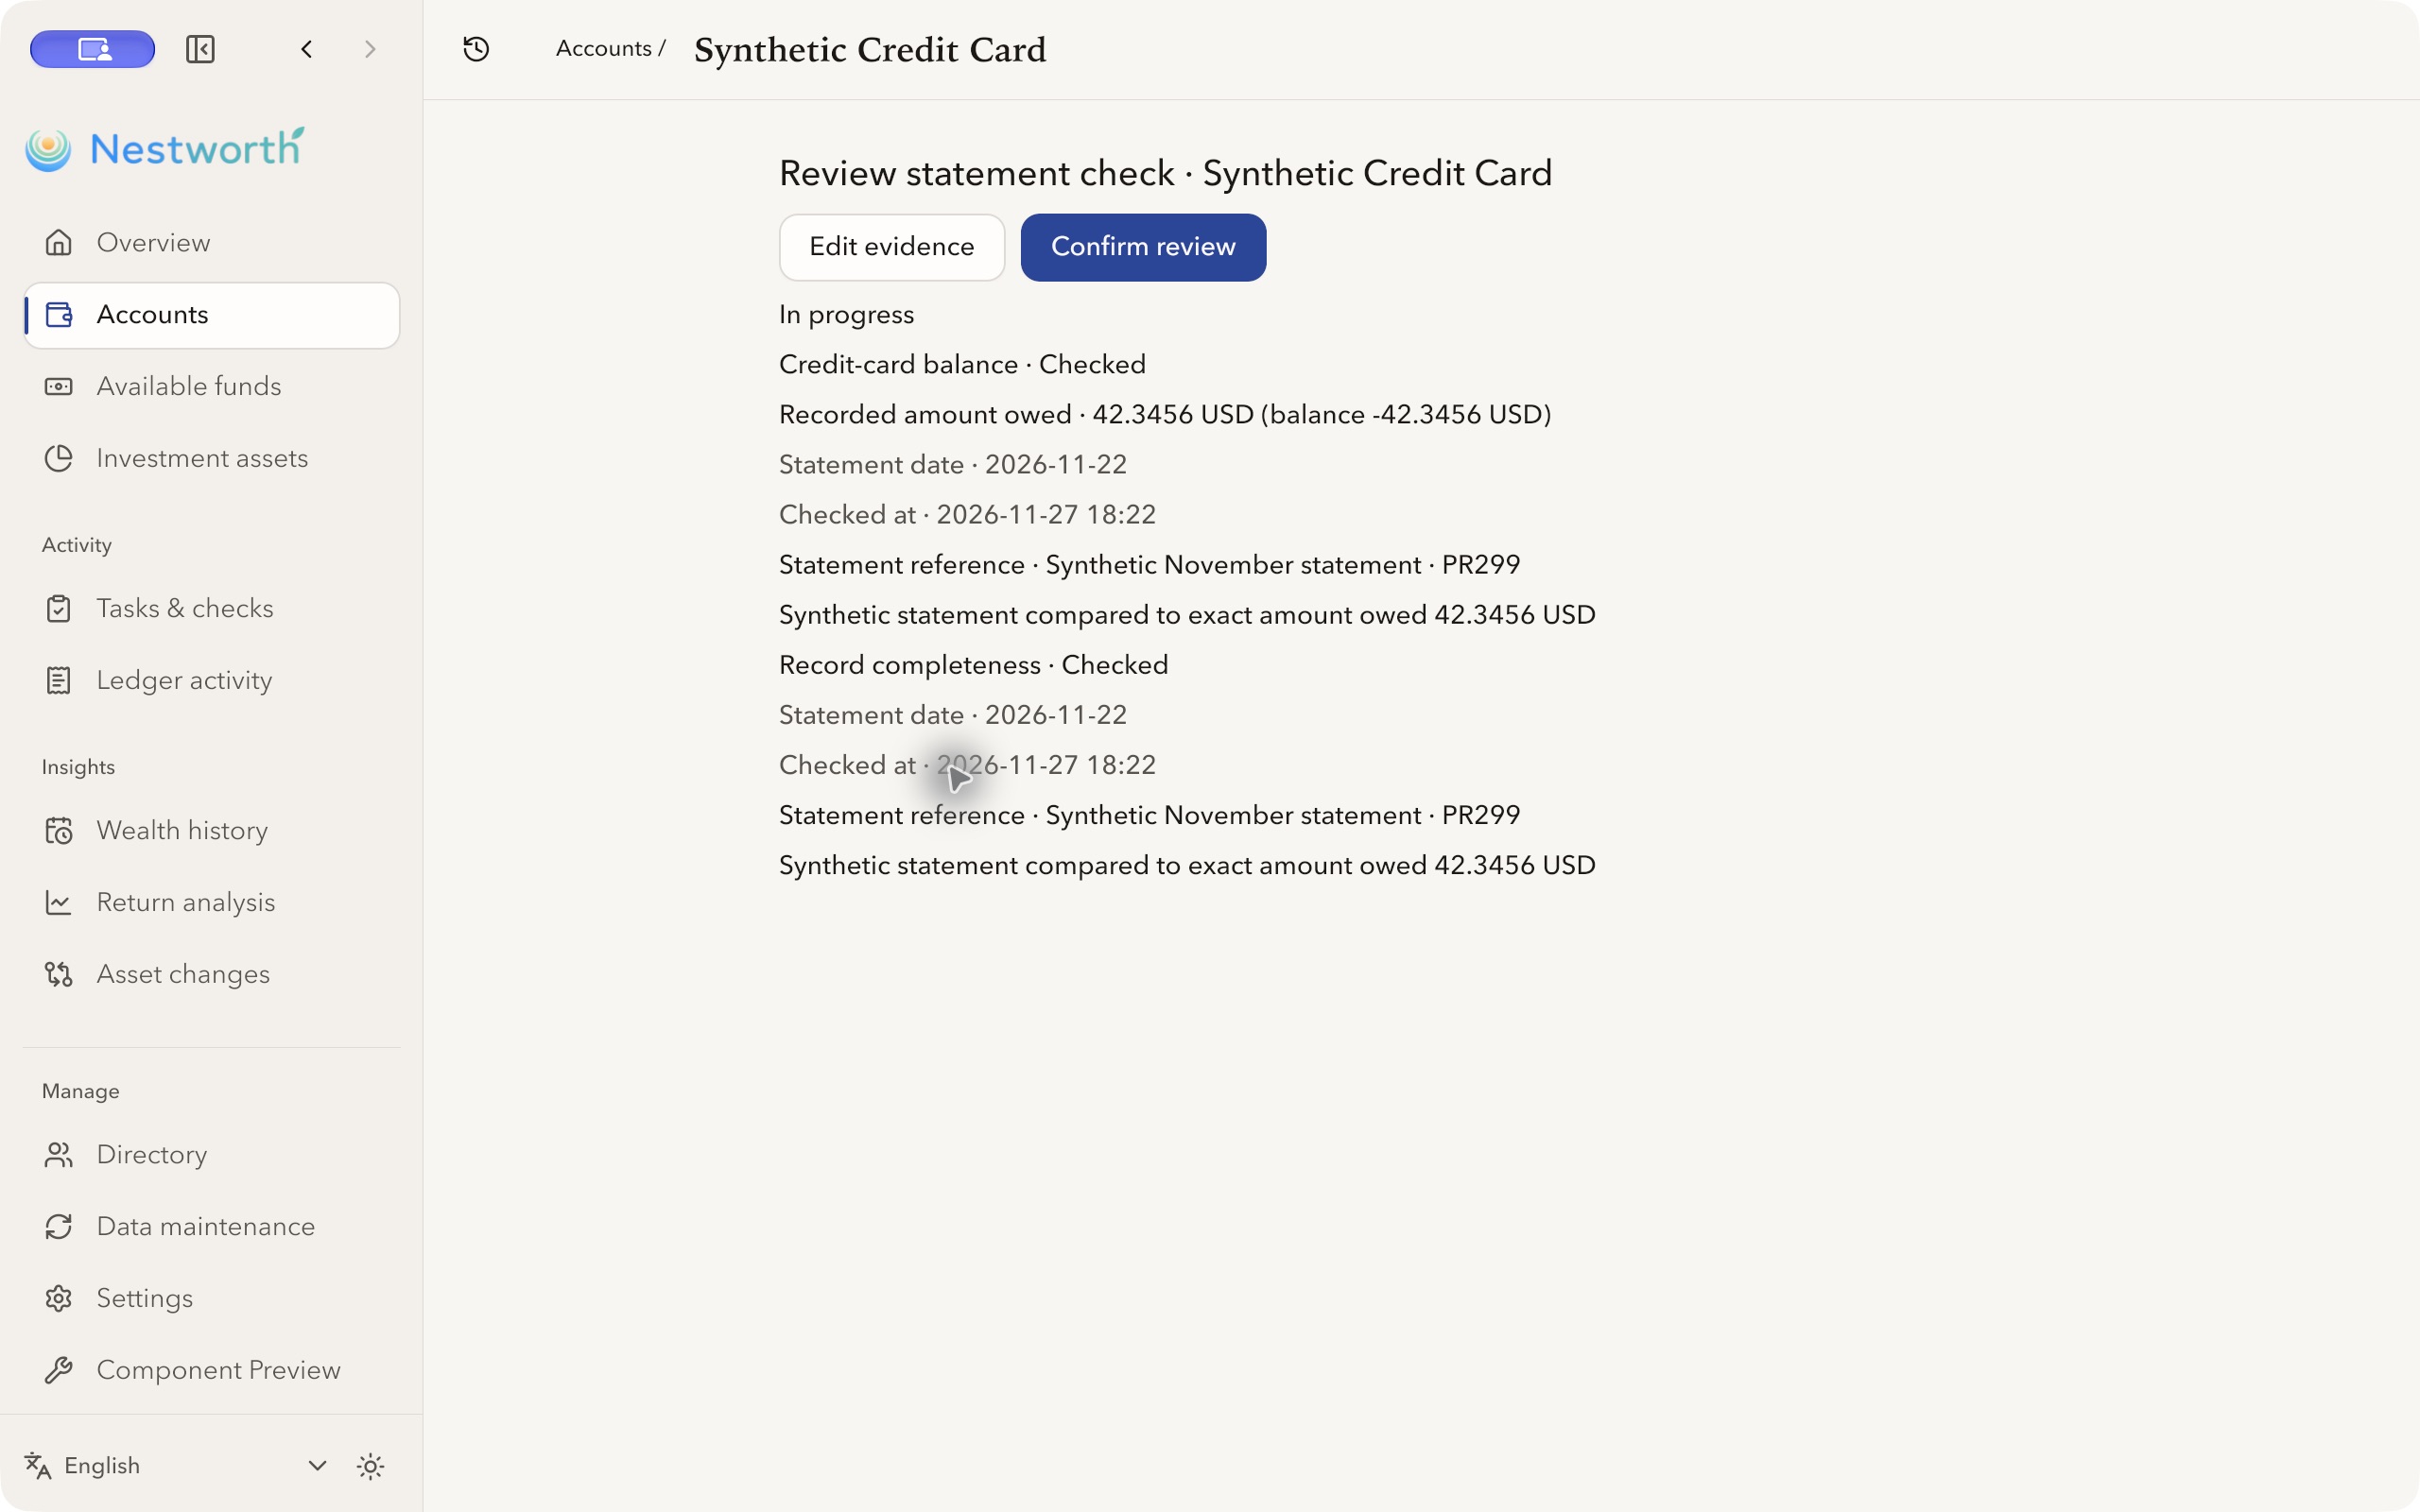 Accounts / Synthetic Credit Card
Nestworth
Overview
Accounts
Available funds
Investment assets
Activity
Tasks & checks
Ledger activity
Insights
Wealth history
Return analysis
Asset changes
Manage
Directory
Data maintenance
Settings
Component Preview
English
Review statement check · Synthetic Credit Card
Edit evidence
Confirm review
In progress
Credit-card balance · Checked
Recorded amount owed · 42.3456 USD (balance -42.3456 USD)
Statement date · 2026-11-22
Checked at · 2026-11-27 18:22
Statement reference · Synthetic November statement · PR299
Synthetic statement compared to exact amount owed 42.3456 USD
Record completeness · Checked
Statement date · 2026-11-22
Checked at · 2026-11-27 18:22
Statement reference · Synthetic November statement · PR299
Synthetic statement compared to exact amount owed 42.3456 USD